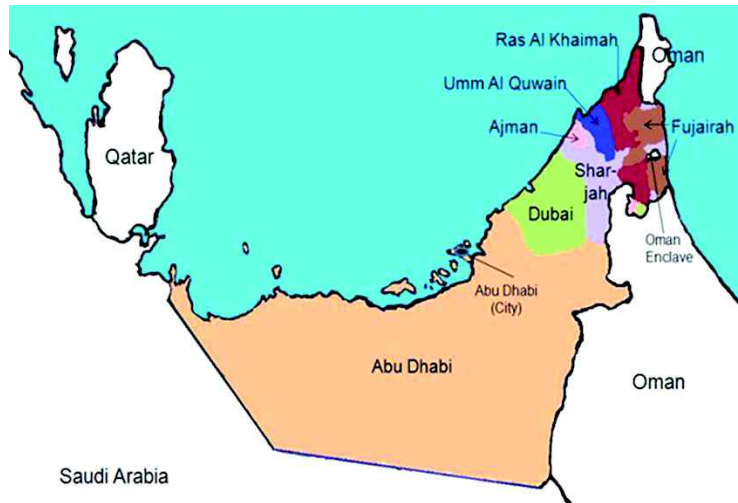 Ras Al Khaimah
Oman
Umm Al Quwain
Ajman
Fujairah
Qatar
Shar-
jah
Dubai
Oman
Enclave
Abu Dhabi
(City)
Abu Dhabi
Oman
Saudi Arabia